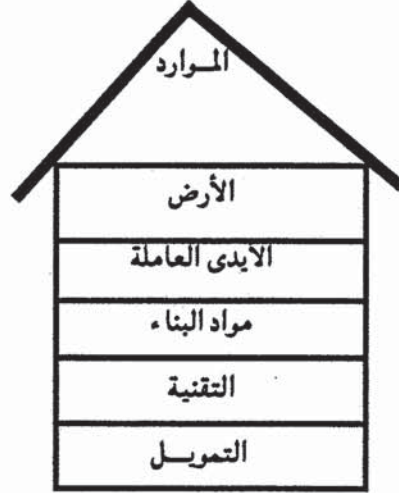 المــوارد
الأرض
الايدى العاملة
مواد البناء
التقنية
التمويــل